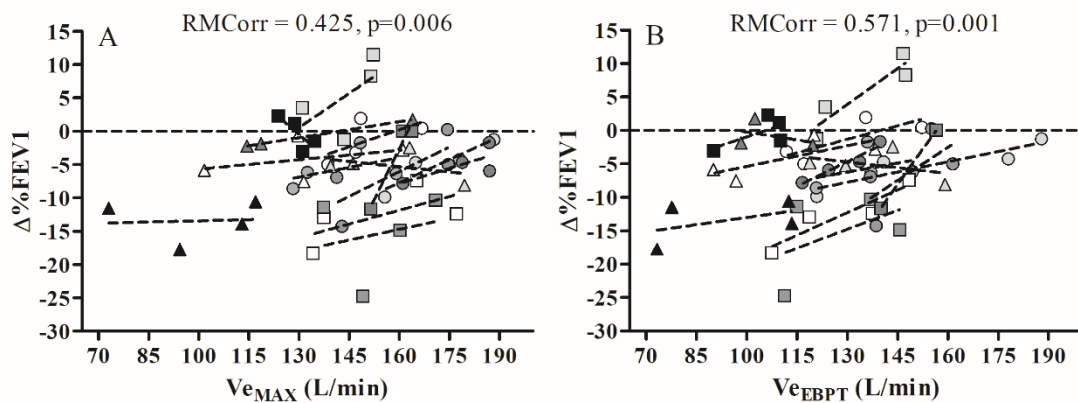 A
RMCorr = 0.425, p=0.006
Δ%FEV1
15
10
5
0
-5
-10
-15
-20
-25
-30
70 85 100 115 130 145 160 175 190
Ve_MAX (L/min)
B
RMCorr = 0.571, p=0.001
Δ%FEV1
15
10
5
0
-5
-10
-15
-20
-25
-30
70 85 100 115 130 145 160 175 190
Ve_EBPT (L/min)